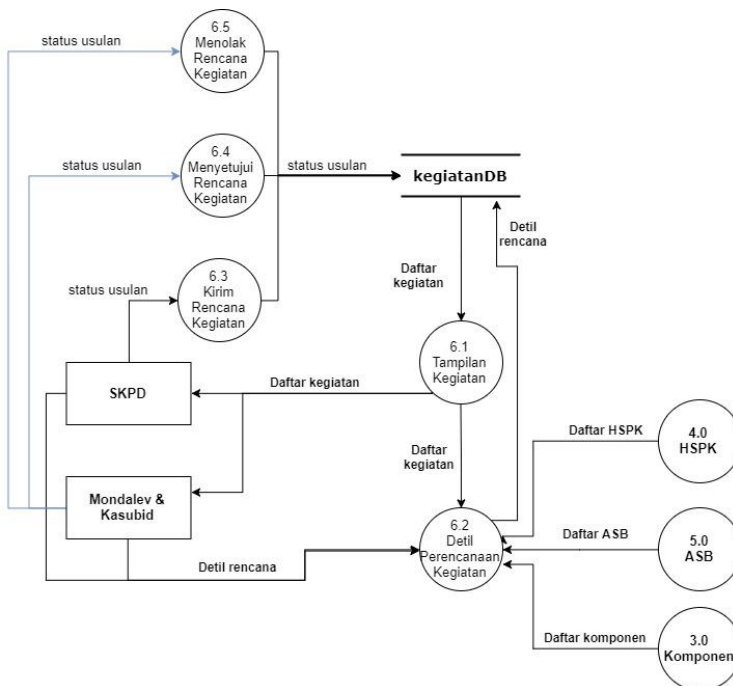 6.5
Menolak
Rencana
Kegiatan
status usulan
6.4
Menyetujui
Rencana
Kegiatan
status usulan
status usulan
kegiatanDB
Detil
rencana
6.3
Kirim
Rencana
Kegiatan
status usulan
Daftar
kegiatan
6.1
Tampilan
Kegiatan
SKPD
Daftar kegiatan
Daftar
kegiatan
Daftar HSPK
4.0
HSPK
Mondalev &
Kasubid
6.2
Detil
Perencanaan
Kegiatan
Detil rencana
Daftar ASB
5.0
ASB
Daftar komponen
3.0
Komponen